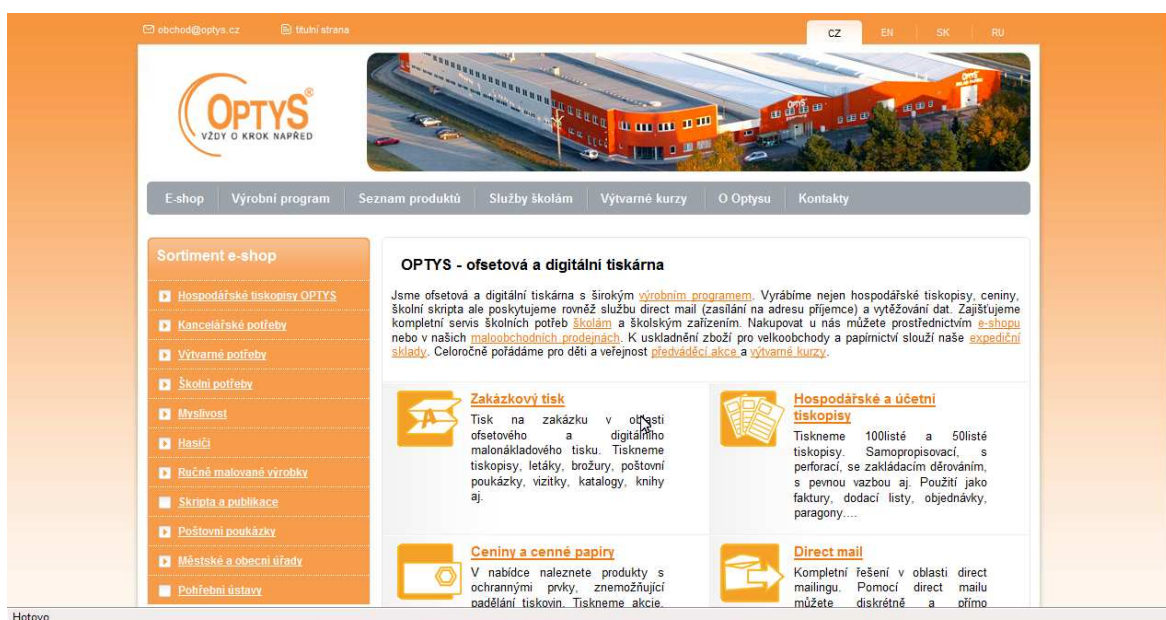 obchod@optys.cz titulní strana CZ EN SK RU
OPTYS®
VŽDY O KROK NAPŘED
OPTYS
E-shop Výrobní program Seznam produktů Služby školám Výtvarné kurzy O Optysu Kontakty
Sortiment e-shop
Hospodářské tiskopisy OPTYS
Kancelářské potřeby
Výtvarné potřeby
Školní potřeby
Myslivost
Hasiči
Ručně malované výrobky
Skripta a publikace
Poštovní poukázky
Městské a obecní úřady
Pohřební ústavy
OPTYS - ofsetová a digitální tiskárna
Jsme ofsetová a digitální tiskárna s širokým výrobním programem. Vyrábíme nejen hospodářské tiskopisy, ceniny,
školní skripta ale poskytujeme rovněž službu direct mail (zasílání na adresu příjemce) a vytěžování dat. Zajišťujeme
kompletní servis školních potřeb školám a školským zařízením. Nakupovat u nás můžete prostřednictvím e-shopu
nebo v našich maloobchodních prodejnách. K uskladnění zboží pro velkoobchody a papírnictví slouží naše expediční
sklady. Celoročně pořádáme pro děti a veřejnost předváděcí akce a výtvarné kurzy.
Zakázkový tisk
Tisk na zakázku v oblasti
ofsetového a digitálního
malonákladového tisku. Tiskneme
tiskopisy, letáky, brožury, poštovní
poukázky, vizitky, katalogy, knihy
aj.
Hospodářské a účetní
tiskopisy
Tiskneme 100listé a 50listé
tiskopisy. Samopropisovací, s
perforací, se zakládacím děrováním,
s pevnou vazbou aj. Použití jako
faktury, dodací listy, objednávky,
paragony....
Ceniny a cenné papíry
V nabídce naleznete produkty s
ochrannými prvky, znemožňující
padělání tiskovin. Tiskneme akcie,
Direct mail
Kompletní řešení v oblasti direct
mailingu. Pomocí direct mailu
můžete diskrétně a přímo
Hotovo